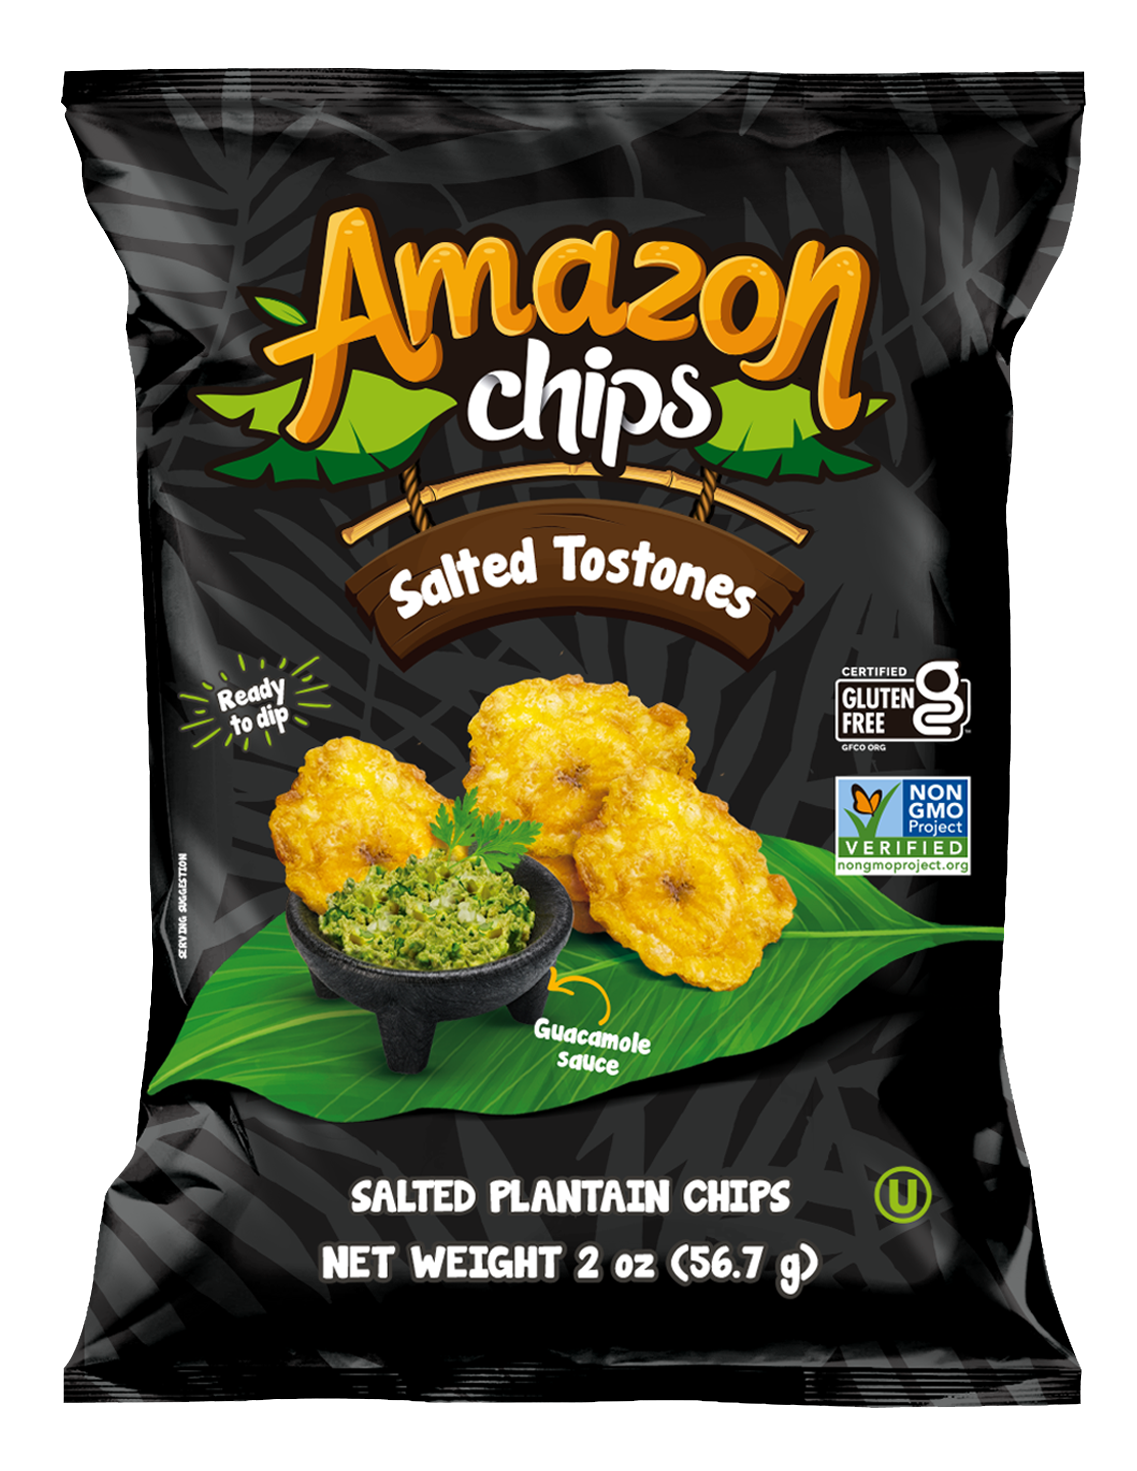 Amazon
chips
Salted Tostones
Ready
to dip
CERTIFIED
GLUTEN
FREE
GFCO ORG
NON
GMO
Project
VERIFIED
nongmoproject.org
SERVING SUGGESTION
Guacamole
sauce
SALTED PLANTAIN CHIPS
U
NET WEIGHT 2 oz (56.7 g)